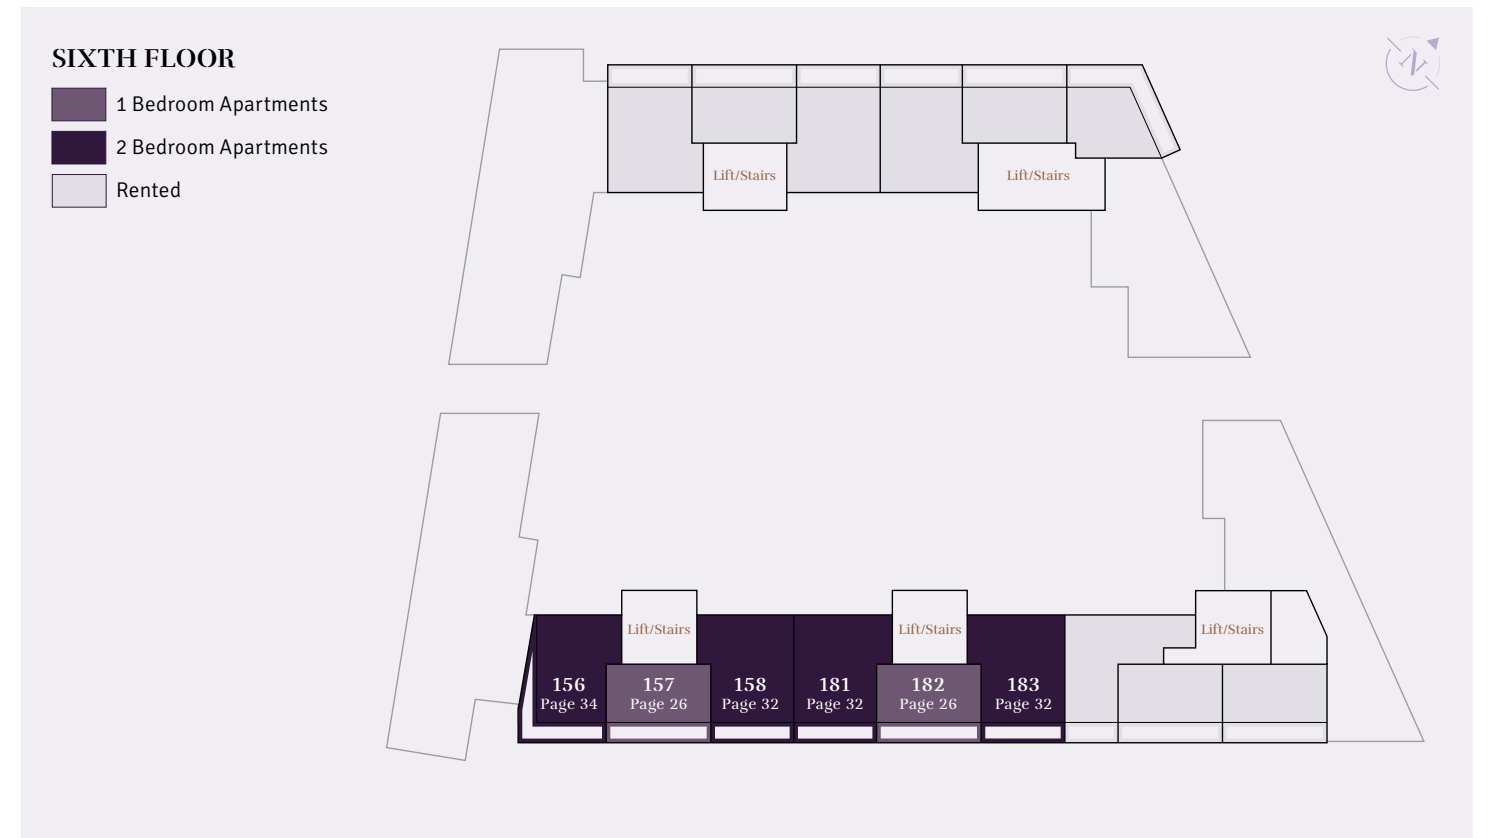 SIXTH FLOOR
1 Bedroom Apartments
2 Bedroom Apartments
Rented
N
Lift/Stairs
Lift/Stairs
Lift/Stairs
Lift/Stairs
Lift/Stairs
156
Page 34
157
Page 26
158
Page 32
181
Page 32
182
Page 26
183
Page 32